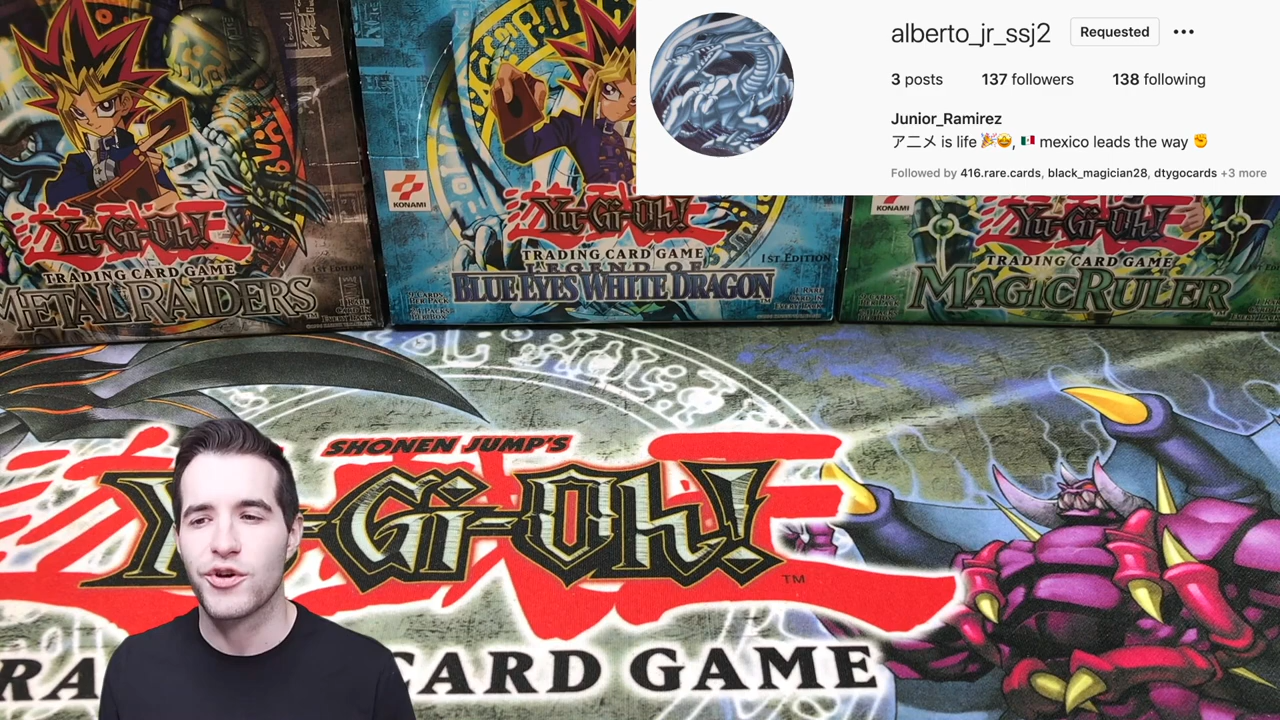 alberto_jr_ssj2 Requested •••
3 posts 137 followers 138 following
Junior_Ramirez
アニメ is life 🎉🤩, 🇲🇽 mexico leads the way ✊
Followed by 416.rare.cards, black_magician28, dtygocards +3 more
Yu-Gi-Oh!
TRADING CARD GAME
1ST EDITION
METAL RAIDERS
KONAMI
Yu-Gi-Oh!
TRADING CARD GAME
1ST EDITION
LEGEND OF
BLUE EYES WHITE DRAGON
KONAMI
Yu-Gi-Oh!
TRADING CARD GAME
MAGIC RULER
SHONEN JUMP'S
Y -Gi-Oh!
TM
RA CARD GAME